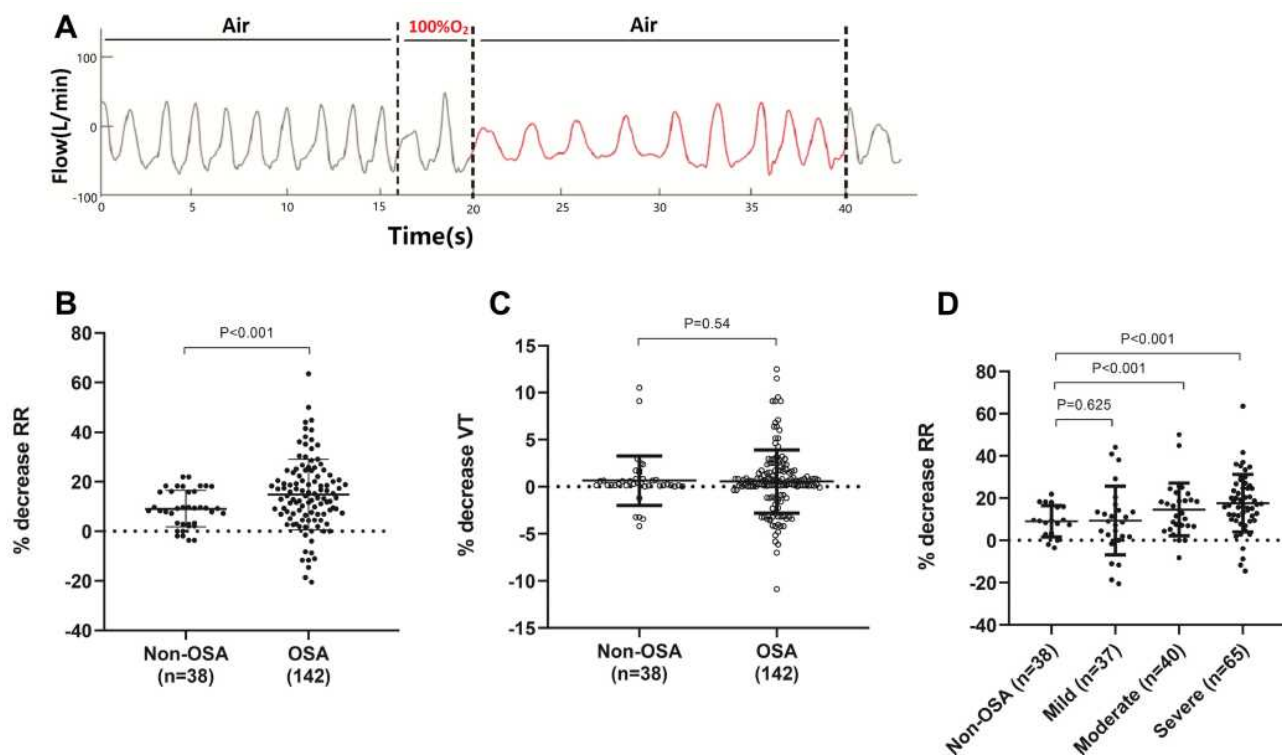 A
Air
100%O₂
Air
Flow(L/min)
100
0
-100
0
5
10
15
20
25
30
35
40
Time(s)
B
% decrease RR
80
60
40
20
0
-20
-40
P<0.001
Non-OSA
(n=38)
OSA
(142)
C
% decrease VT
15
10
5
0
-5
-10
-15
P=0.54
Non-OSA
(n=38)
OSA
(142)
D
% decrease RR
80
60
40
20
0
-20
-40
P<0.001
P<0.001
P=0.625
Non-OSA (n=38)
Mild (n=37)
Moderate (n=40)
Severe (n=65)